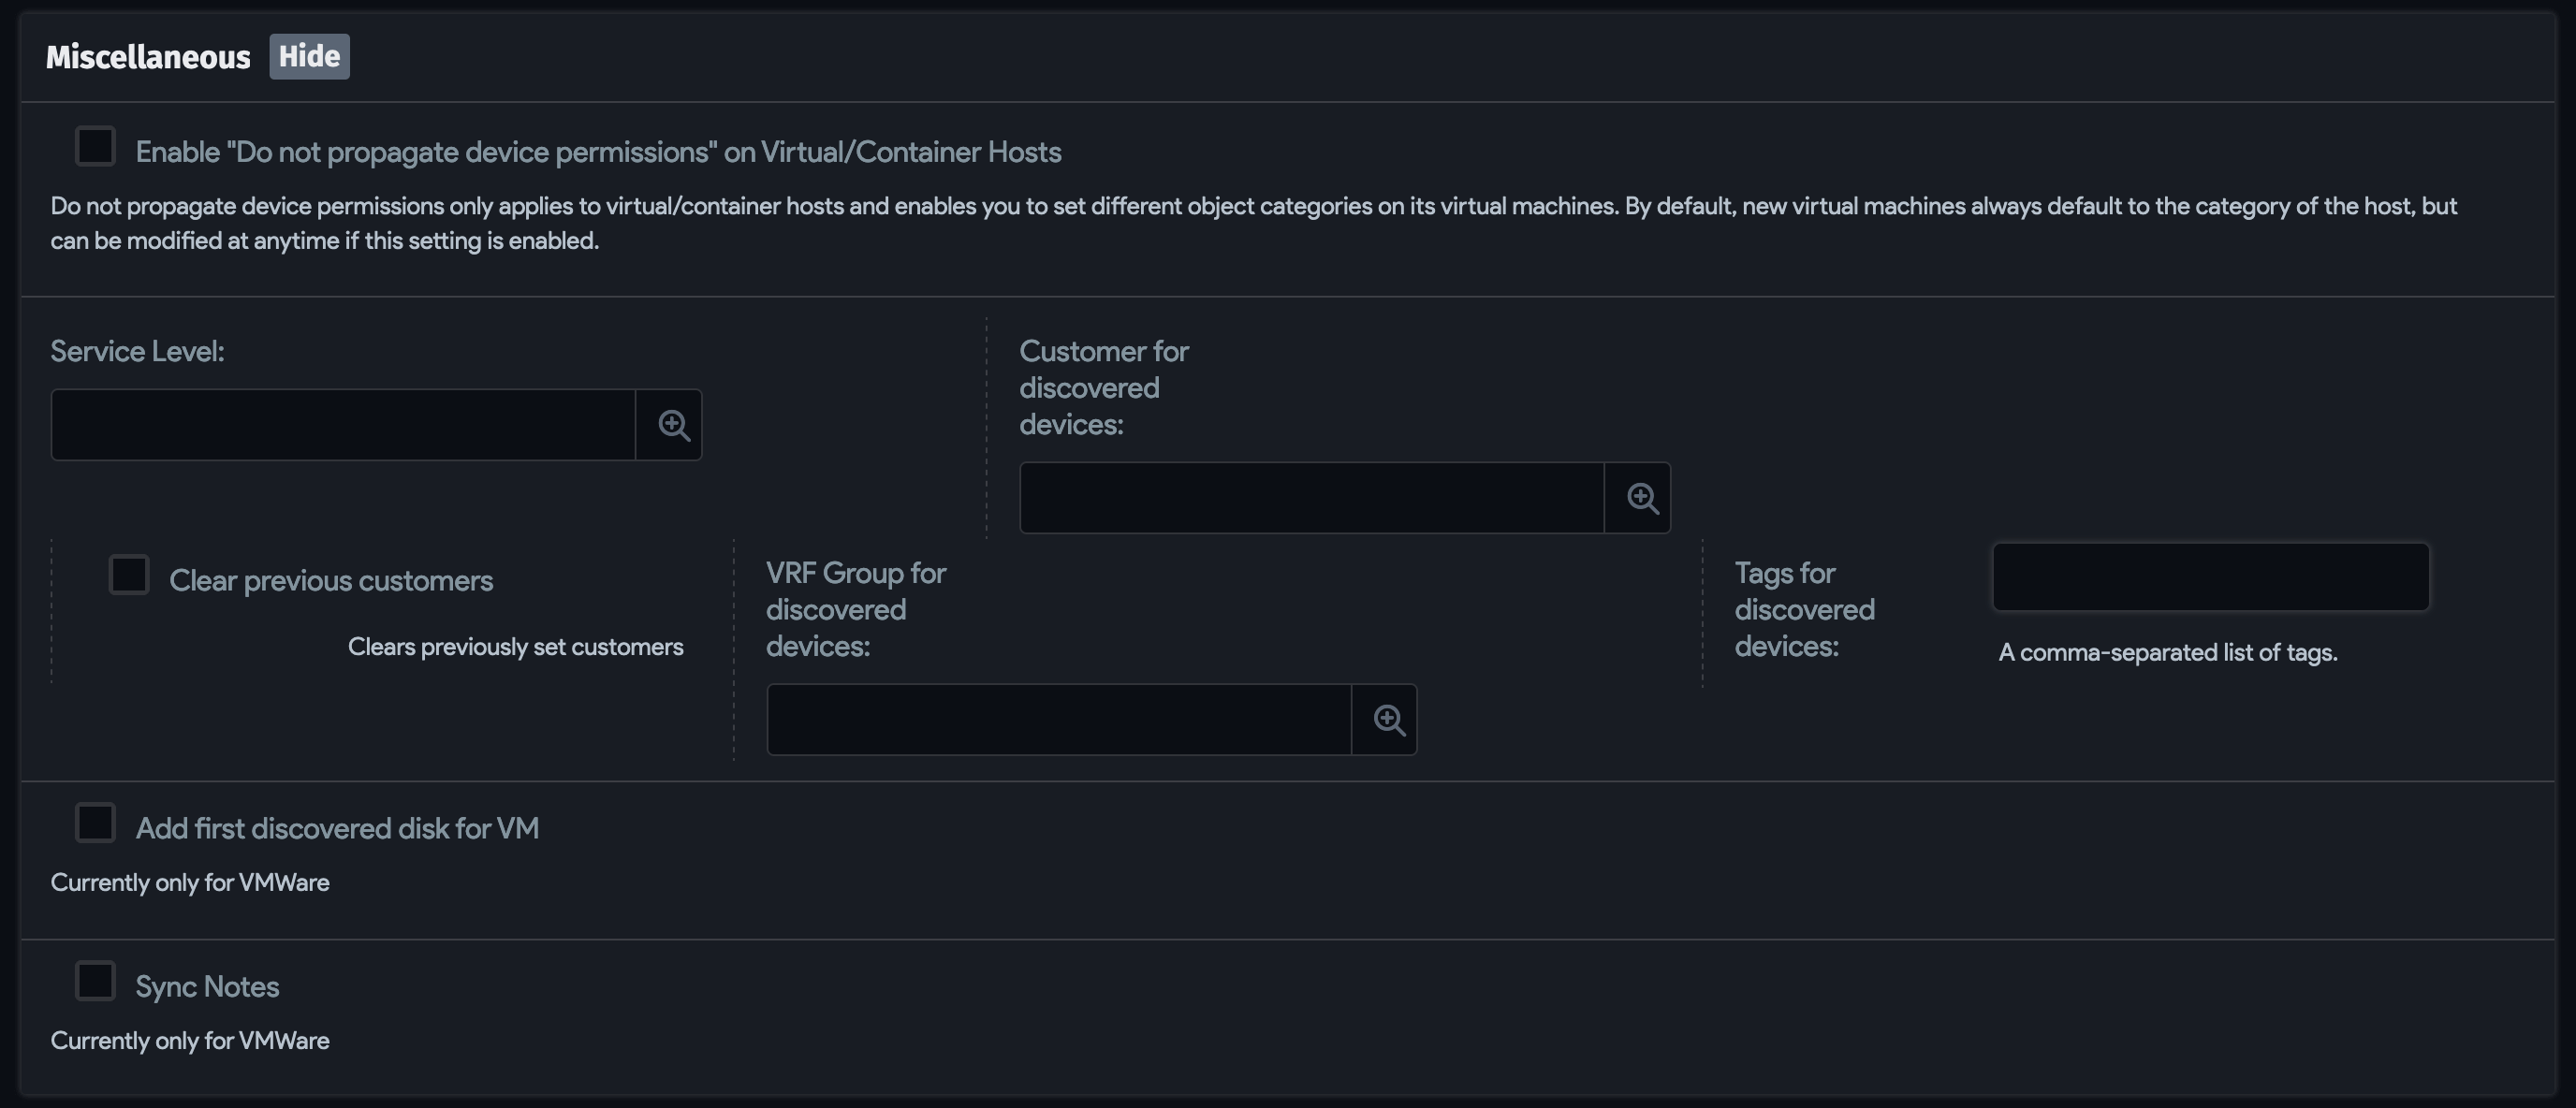 Miscellaneous Hide
Enable "Do not propagate device permissions" on Virtual/Container Hosts
Do not propagate device permissions only applies to virtual/container hosts and enables you to set different object categories on its virtual machines. By default, new virtual machines always default to the category of the host, but
can be modified at anytime if this setting is enabled.
Service Level:
Customer for
discovered
devices:
Clear previous customers
Clears previously set customers
VRF Group for
discovered
devices:
Tags for
discovered
devices:
A comma-separated list of tags.
Add first discovered disk for VM
Currently only for VMWare
Sync Notes
Currently only for VMWare